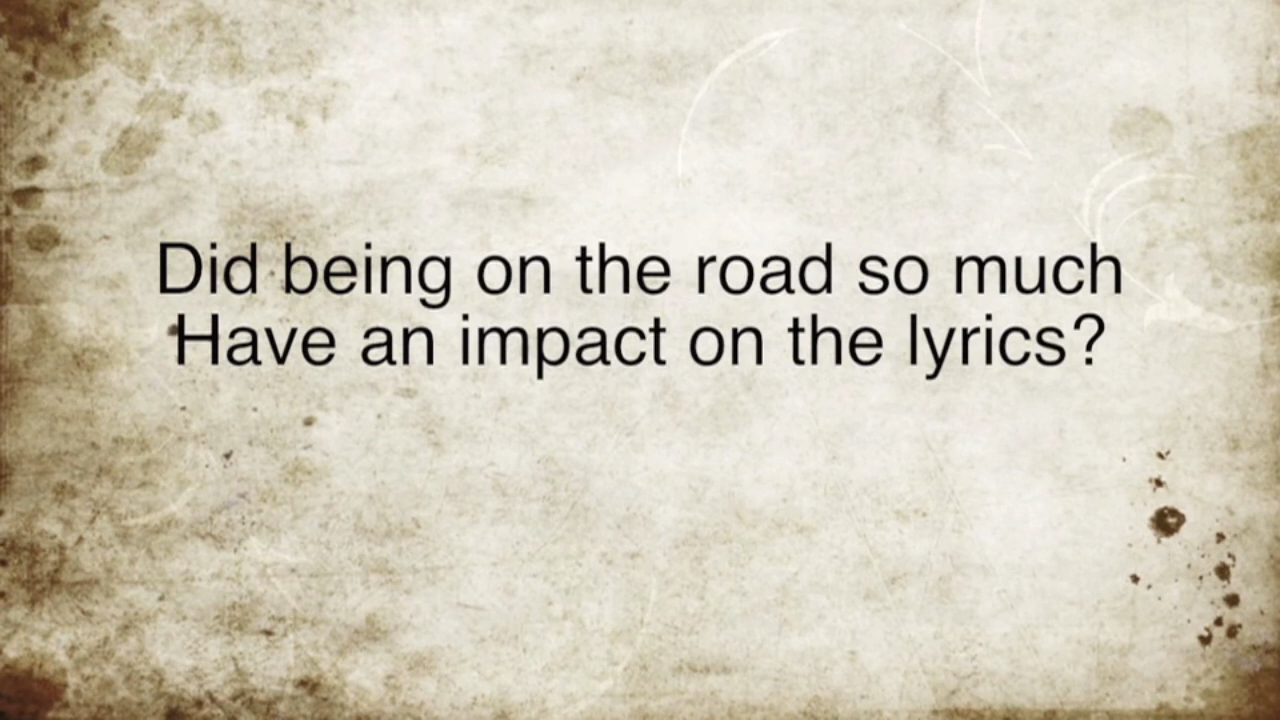 Did being on the road so much
Have an impact on the lyrics?